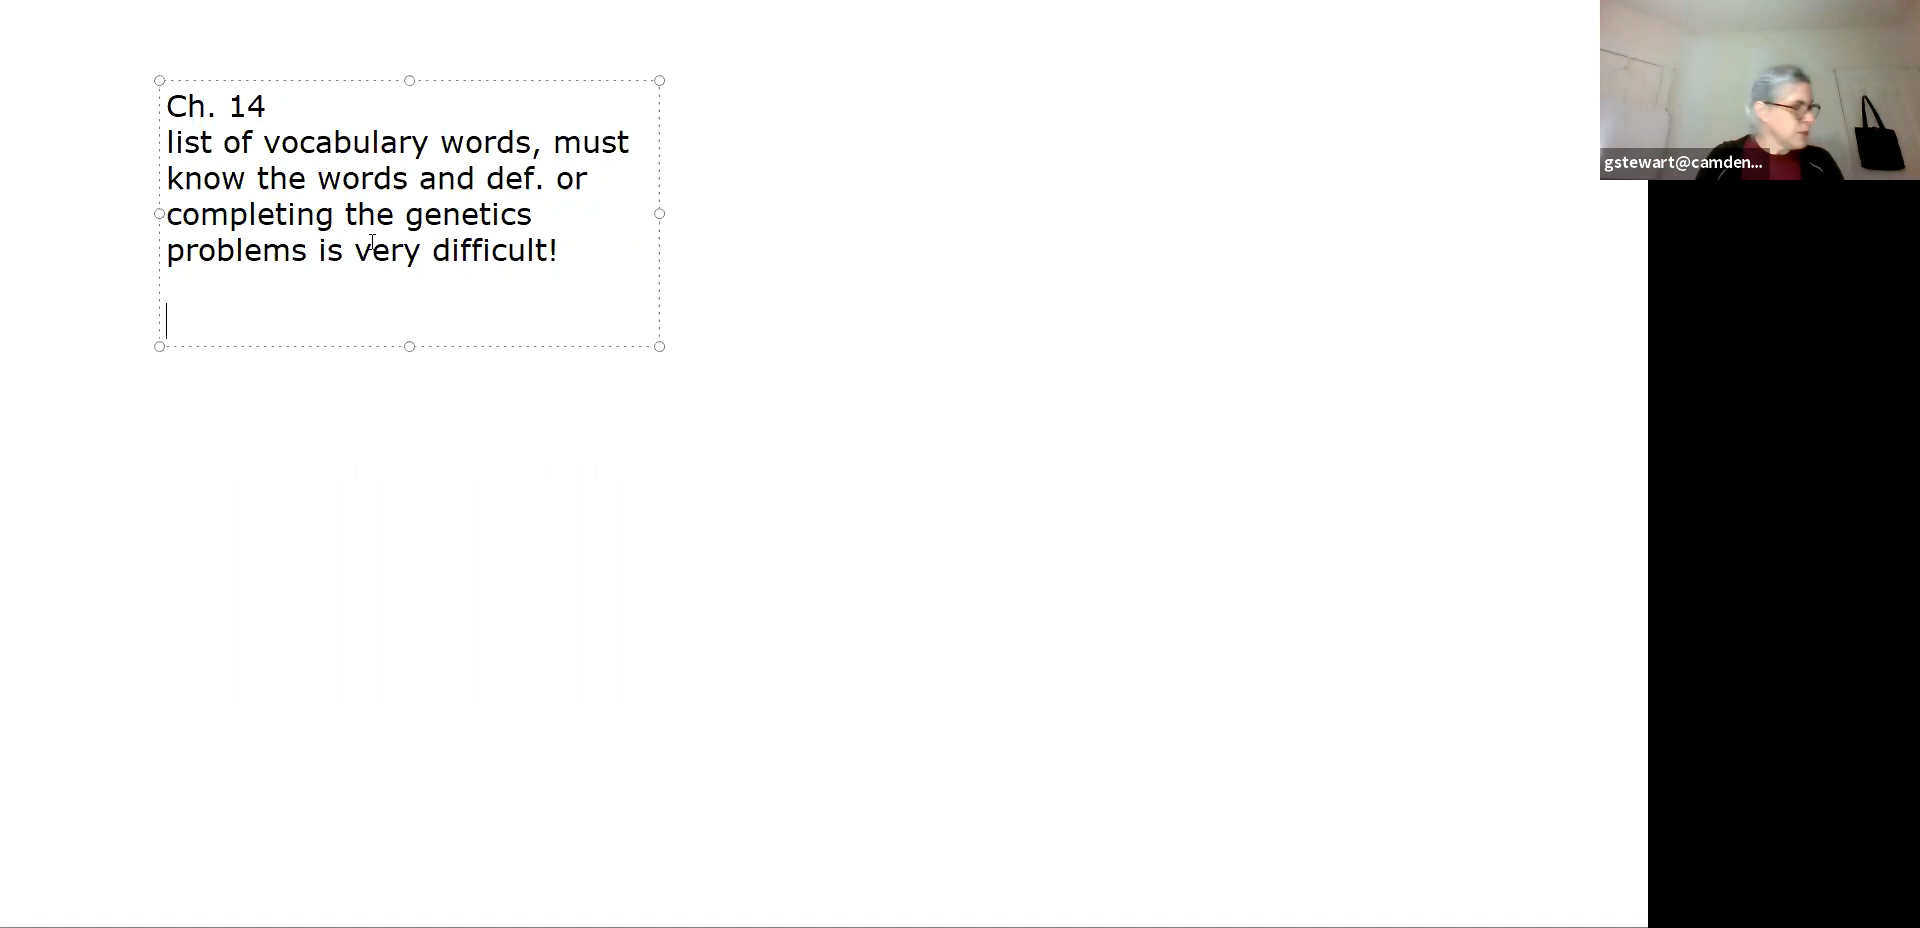 Ch. 14
list of vocabulary words, must
know the words and def. or
completing the genetics
problems is very difficult!
gstewart@camden...